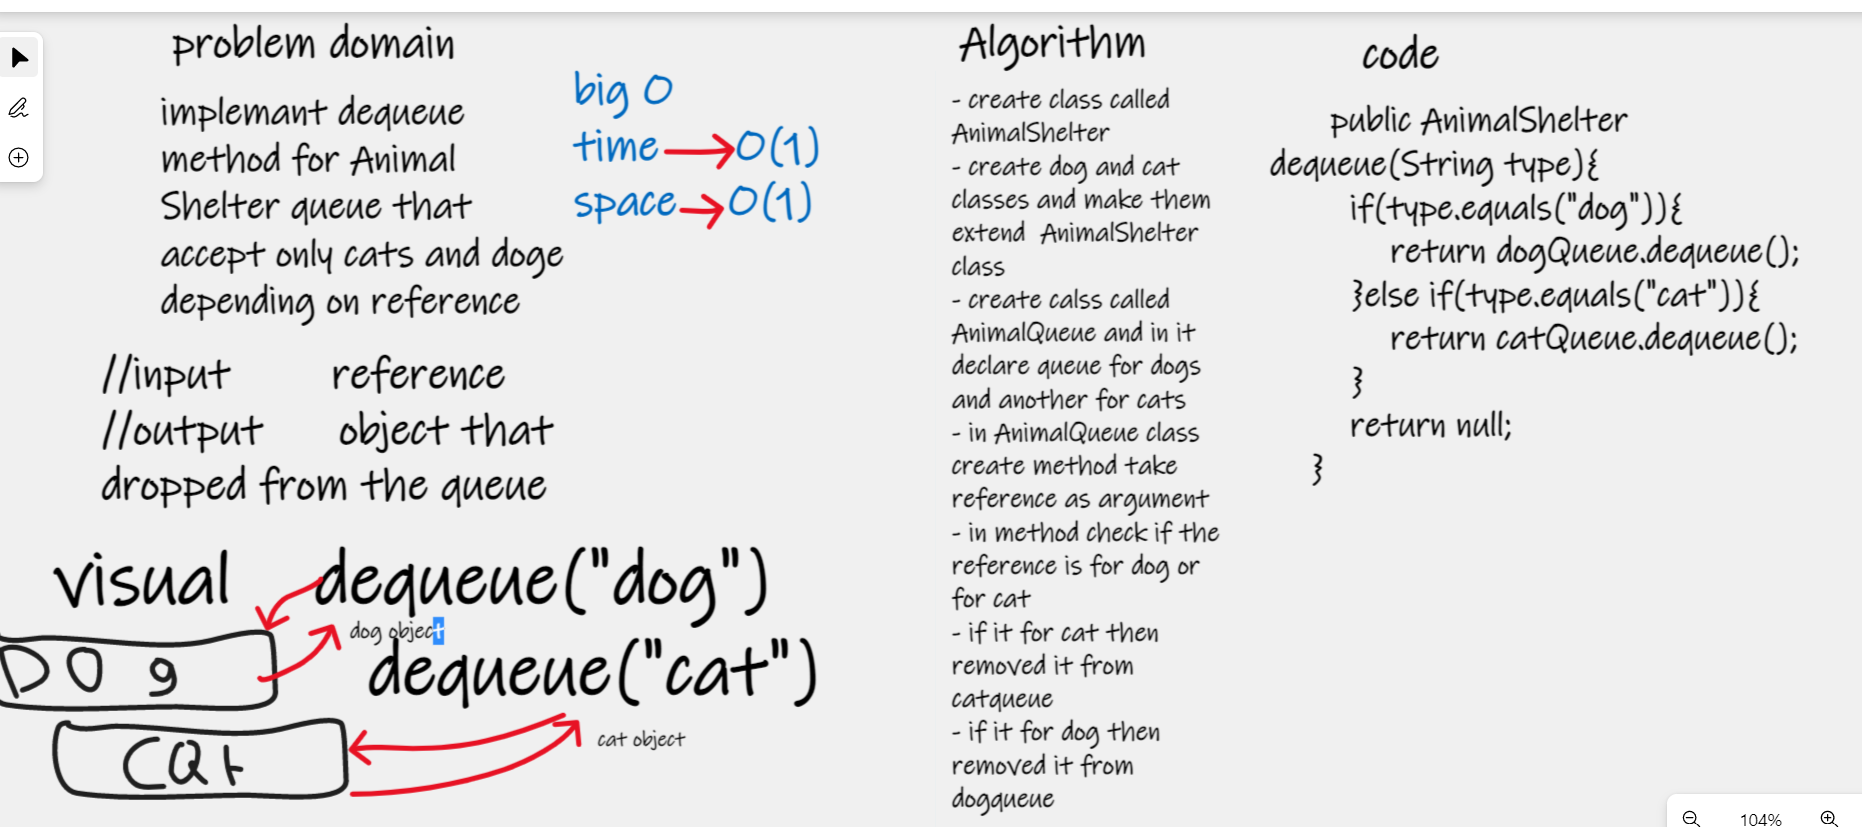 problem domain
implemant dequeue
method for Animal
Shelter queue that
accept only cats and doge
depending on reference
big O
time O(1)
space O(1)
//input reference
//output object that
dropped from the queue
visual
dequeue("dog")
dog object
DOg
dequeue("cat")
cat object
CAt
Algorithm
- create class called
AnimalShelter
- create dog and cat
classes and make them
extend AnimalShelter
class
- create calss called
AnimalQueue and in it
declare queue for dogs
and another for cats
- in AnimalQueue class
create method take
reference as argument
- in method check if the
reference is for dog or
for cat
- if it for cat then
removed it from
catqueue
- if it for dog then
removed it from
dogqueue
code
public AnimalShelter
dequeue(String type){
if(type.equals("dog")){
return dogQueue.dequeue();
}else if(type.equals("cat")){
return catQueue.dequeue();
}
return null;
}
104%